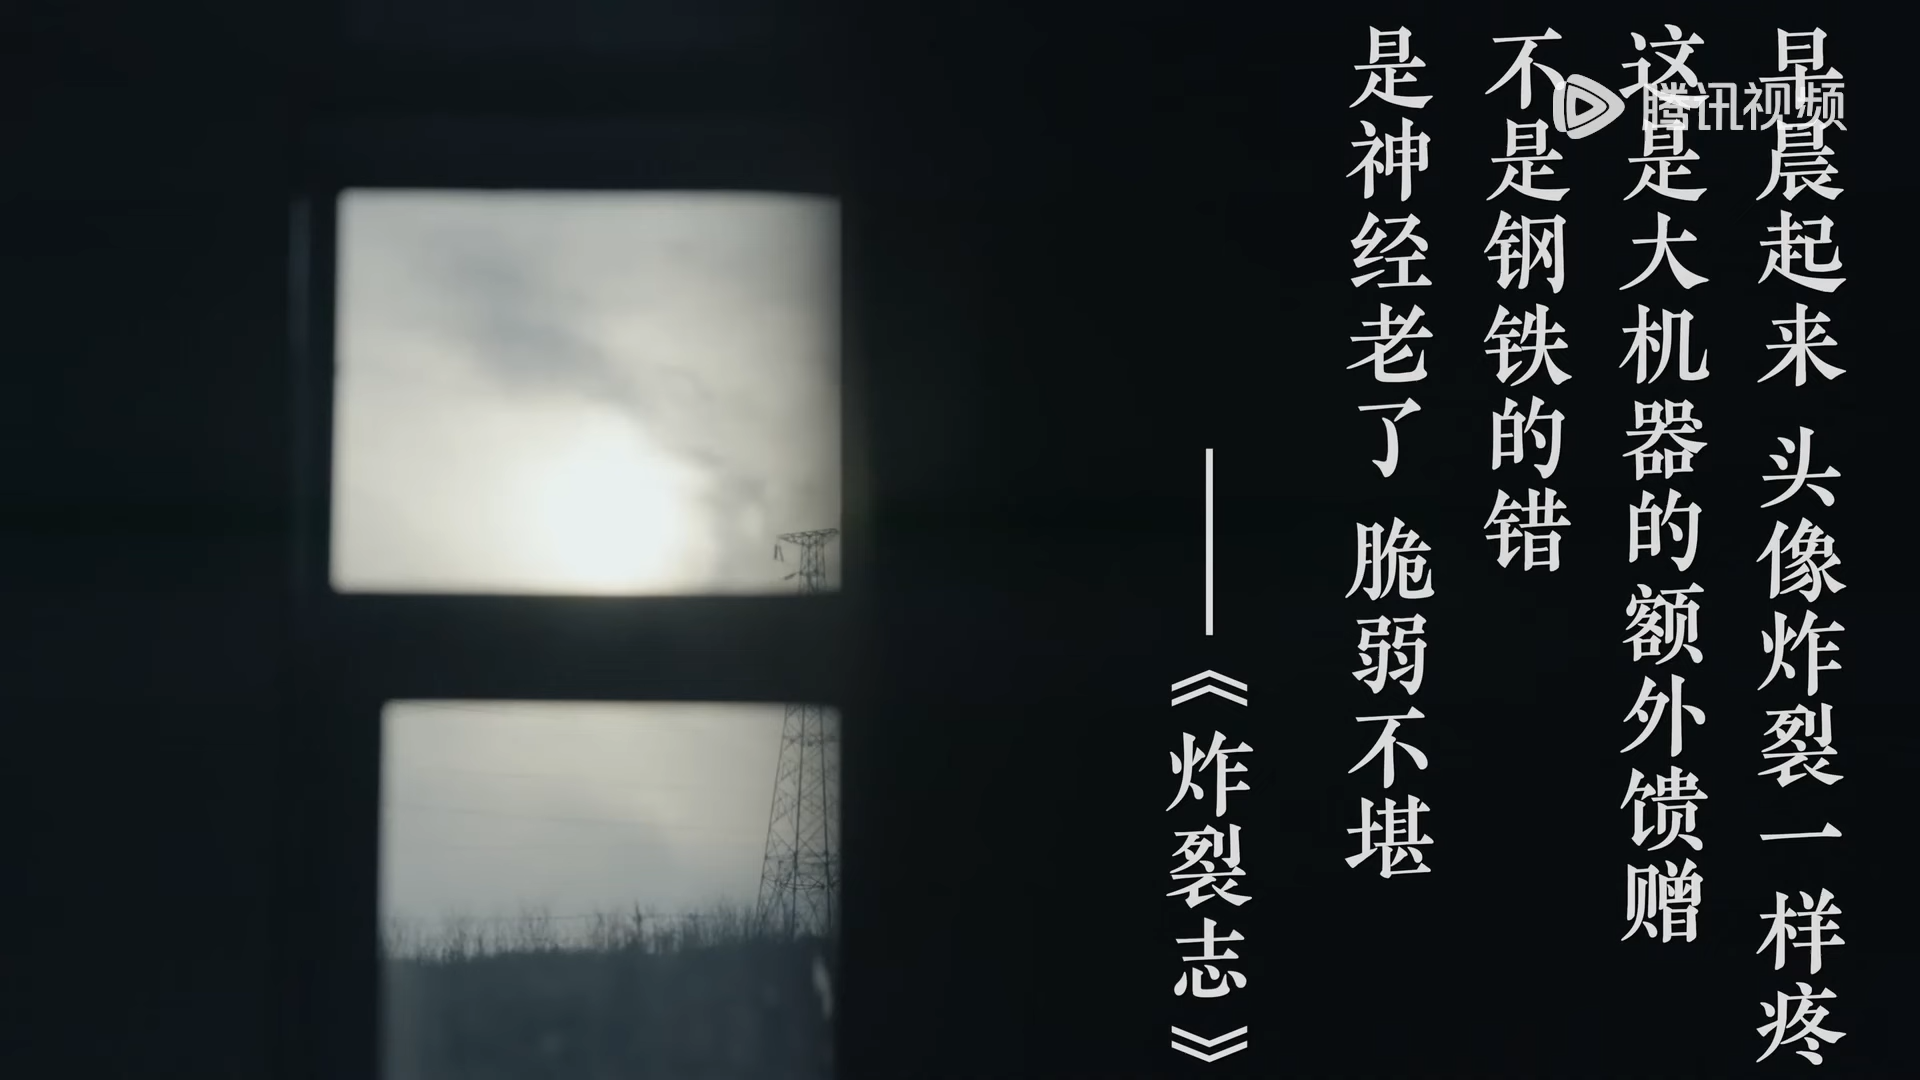 早晨起来 头像炸裂一样疼
这是大机器的额外馈赠
不是钢铁的错
是神经老了 脆弱不堪
——《炸裂志》
腾讯视频